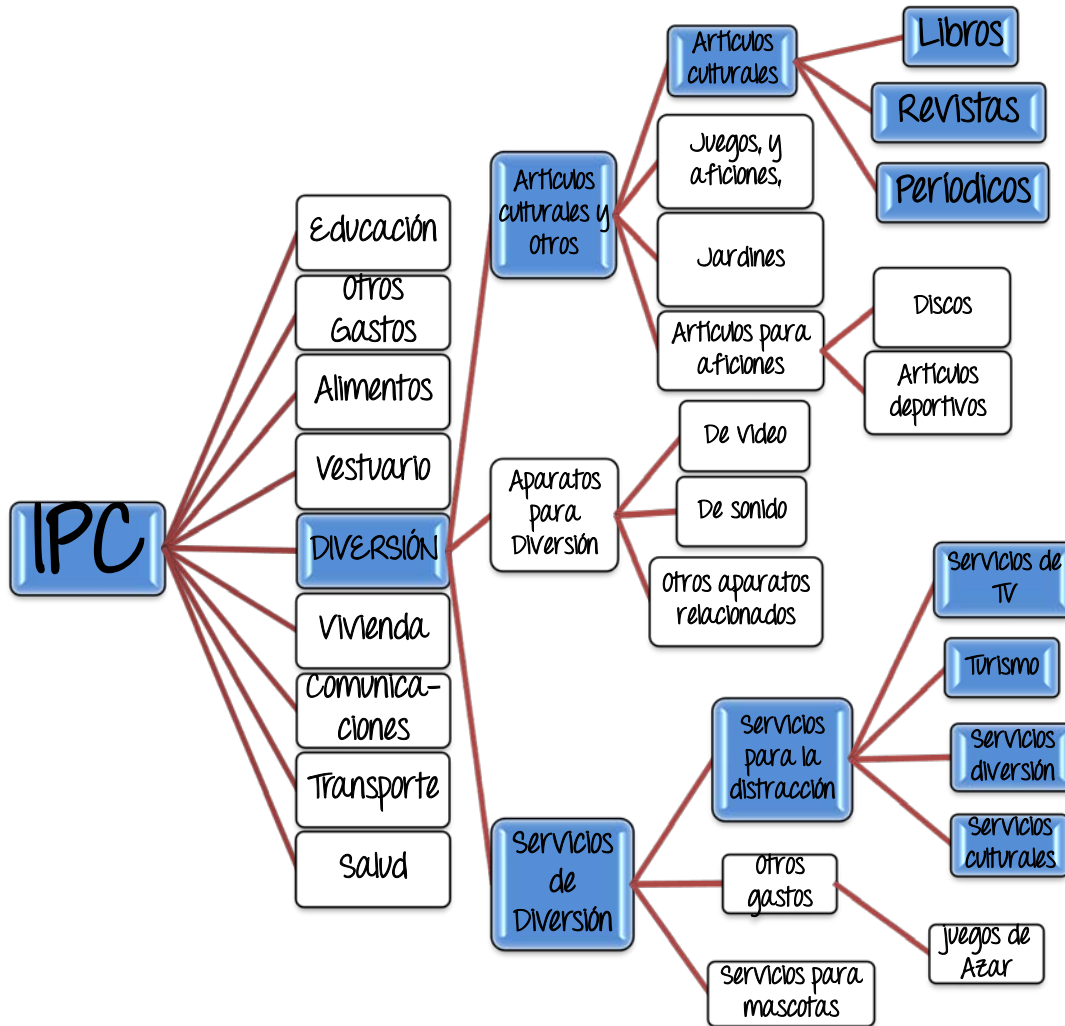 IPC
Educación
Otros
Gastos
Alimentos
Vestuario
DIVERSIÓN
Vivienda
Comunica-
ciones
Transporte
Salud
Artículos
culturales y
otros
Aparatos
para
Diversión
Servicios
de
Diversión
Artículos
culturales
Juegos, y
aficiones,
Jardines
Artículos para
aficiones
De video
De sonido
Otros aparatos
relacionados
Servicios
para la
distracción
Otros
gastos
Servicios para
mascotas
Libros
Revistas
Períodicos
Discos
Artículos
deportivos
Servicios de
TV
Turismo
Servicios
diversión
Servicios
culturales
juegos de
Azar